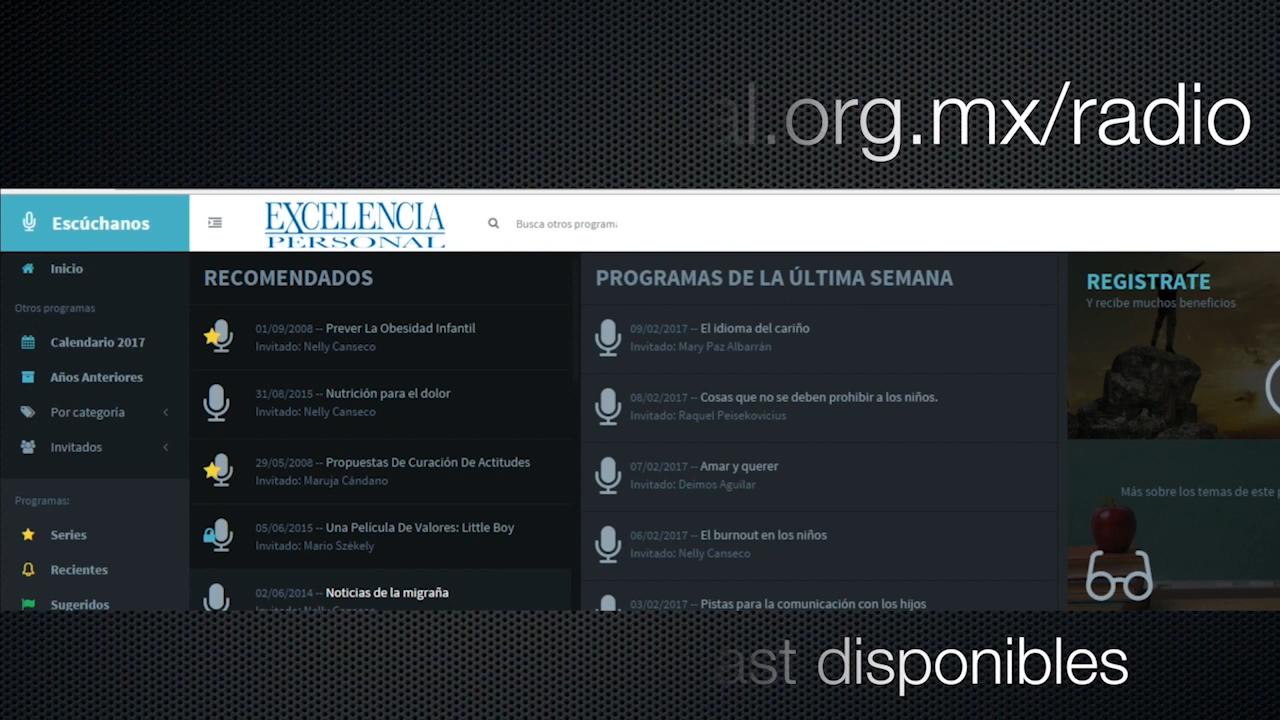 al.org.mx/radio
Escúchanos
EXCELENCIA
PERSONAL
Busca otros programa
Inicio
Otros programas
Calendario 2017
Años Anteriores
Por categoría
Invitados
Programas:
Series
Recientes
Sugeridos
RECOMENDADOS
01/09/2008 -- Prever La Obesidad Infantil
Invitado: Nelly Canseco
31/08/2015 -- Nutrición para el dolor
Invitado: Nelly Canseco
29/05/2008 -- Propuestas De Curación De Actitudes
Invitado: Maruja Cándano
05/06/2015 -- Una Película De Valores: Little Boy
Invitado: Mario Székely
02/06/2014 -- Noticias de la migraña
Invitado: Nelly Canseco
PROGRAMAS DE LA ÚLTIMA SEMANA
09/02/2017 -- El idioma del cariño
Invitado: Mary Paz Albarrán
08/02/2017 -- Cosas que no se deben prohibir a los niños.
Invitado: Raquel Peisekovicius
07/02/2017 -- Amar y querer
Invitado: Deimos Aguilar
06/02/2017 -- El burnout en los niños
Invitado: Nelly Canseco
03/02/2017 -- Pistas para la comunicación con los hijos
REGISTRATE
Y recibe muchos beneficios
Más sobre los temas de este
ast disponibles